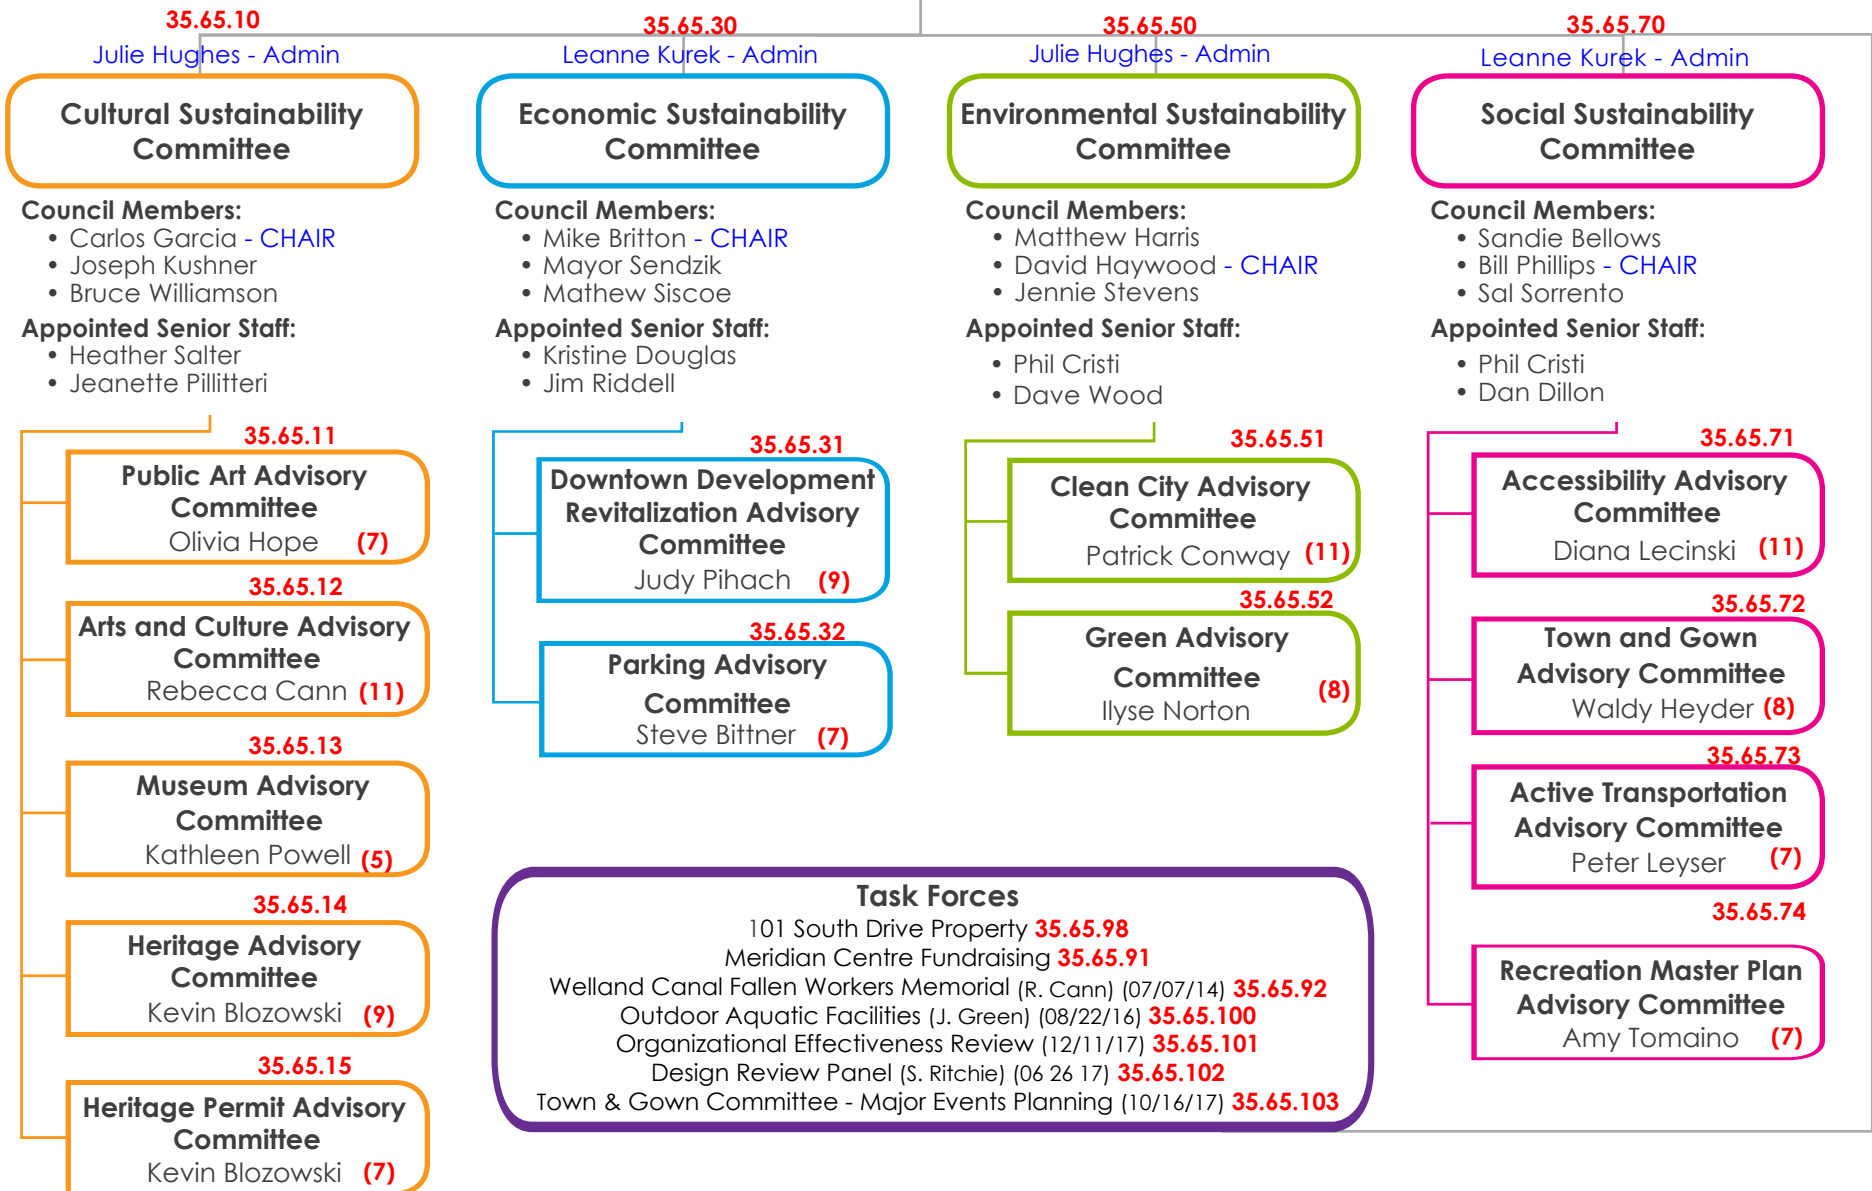 35.65.10
Julie Hughes - Admin
Cultural Sustainability
Committee
Council Members:
• Carlos Garcia - CHAIR
• Joseph Kushner
• Bruce Williamson
Appointed Senior Staff:
• Heather Salter
• Jeanette Pillitteri
35.65.11
Public Art Advisory
Committee
Olivia Hope (7)
35.65.12
Arts and Culture Advisory
Committee
Rebecca Cann (11)
35.65.13
Museum Advisory
Committee
Kathleen Powell (5)
35.65.14
Heritage Advisory
Committee
Kevin Blozowski (9)
35.65.15
Heritage Permit Advisory
Committee
Kevin Blozowski (7)
35.65.30
Leanne Kurek - Admin
Economic Sustainability
Committee
Council Members:
• Mike Britton - CHAIR
• Mayor Sendzik
• Mathew Siscoe
Appointed Senior Staff:
• Kristine Douglas
• Jim Riddell
35.65.31
Downtown Development
Revitalization Advisory
Committee
Judy Pihach (9)
35.65.32
Parking Advisory
Committee
Steve Bittner (7)
35.65.50
Julie Hughes - Admin
Environmental Sustainability
Committee
Council Members:
• Matthew Harris
• David Haywood - CHAIR
• Jennie Stevens
Appointed Senior Staff:
• Phil Cristi
• Dave Wood
35.65.51
Clean City Advisory
Committee
Patrick Conway (11)
35.65.52
Green Advisory
Committee (8)
Ilyse Norton
35.65.70
Leanne Kurek - Admin
Social Sustainability
Committee
Council Members:
• Sandie Bellows
• Bill Phillips - CHAIR
• Sal Sorrento
Appointed Senior Staff:
• Phil Cristi
• Dan Dillon
35.65.71
Accessibility Advisory
Committee
Diana Lecinski (11)
35.65.72
Town and Gown
Advisory Committee
Waldy Heyder (8)
35.65.73
Active Transportation
Advisory Committee
Peter Leyser (7)
35.65.74
Recreation Master Plan
Advisory Committee
Amy Tomaino (7)
Task Forces
101 South Drive Property 35.65.98
Meridian Centre Fundraising 35.65.91
Welland Canal Fallen Workers Memorial (R. Cann) (07/07/14) 35.65.92
Outdoor Aquatic Facilities (J. Green) (08/22/16) 35.65.100
Organizational Effectiveness Review (12/11/17) 35.65.101
Design Review Panel (S. Ritchie) (06 26 17) 35.65.102
Town & Gown Committee - Major Events Planning (10/16/17) 35.65.103